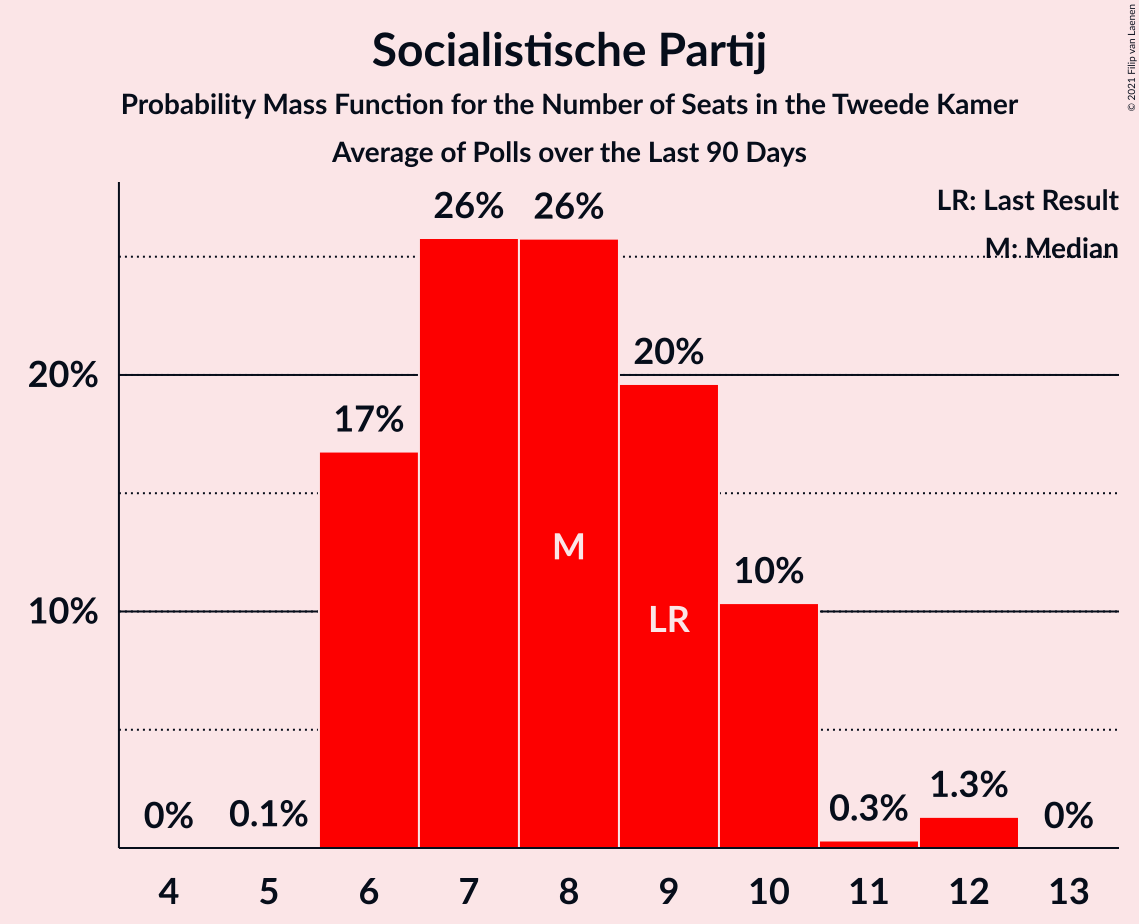 Socialistische Partij
Probability Mass Function for the Number of Seats in the Tweede Kamer
Average of Polls over the Last 90 Days
© 2021 Filip van Laenen
LR: Last Result
M: Median
26%
26%
20%
20%
17%
M
10%
LR
10%
1.3%
0%
0.1%
0.3%
0%
4
5
6
7
8
9
10
11
12
13